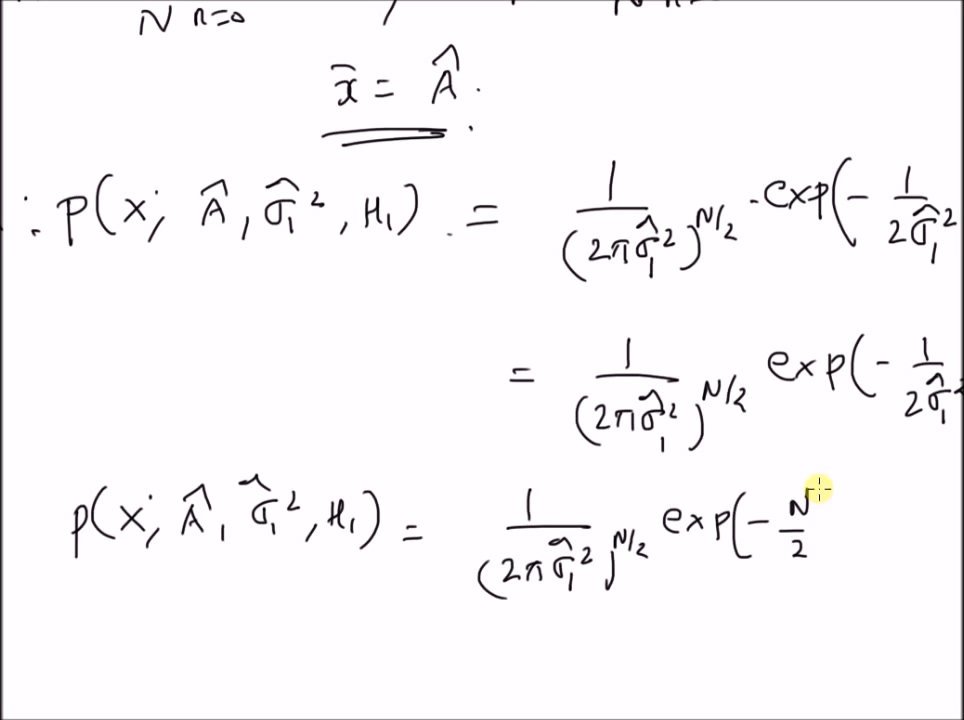 N n=0
x̄ = Â .
∴ p(x; Â, σ̂₁², H₁) = 1/(2πσ̂₁²)^N/2 · exp(- 1/2σ̂₁²
= 1/(2πσ̂₁²)^N/2 exp(- 1/2σ̂₁²
p(x; Â, σ̂₁², H₁) = 1/(2πσ̂₁²)^N/2 exp(- N/2